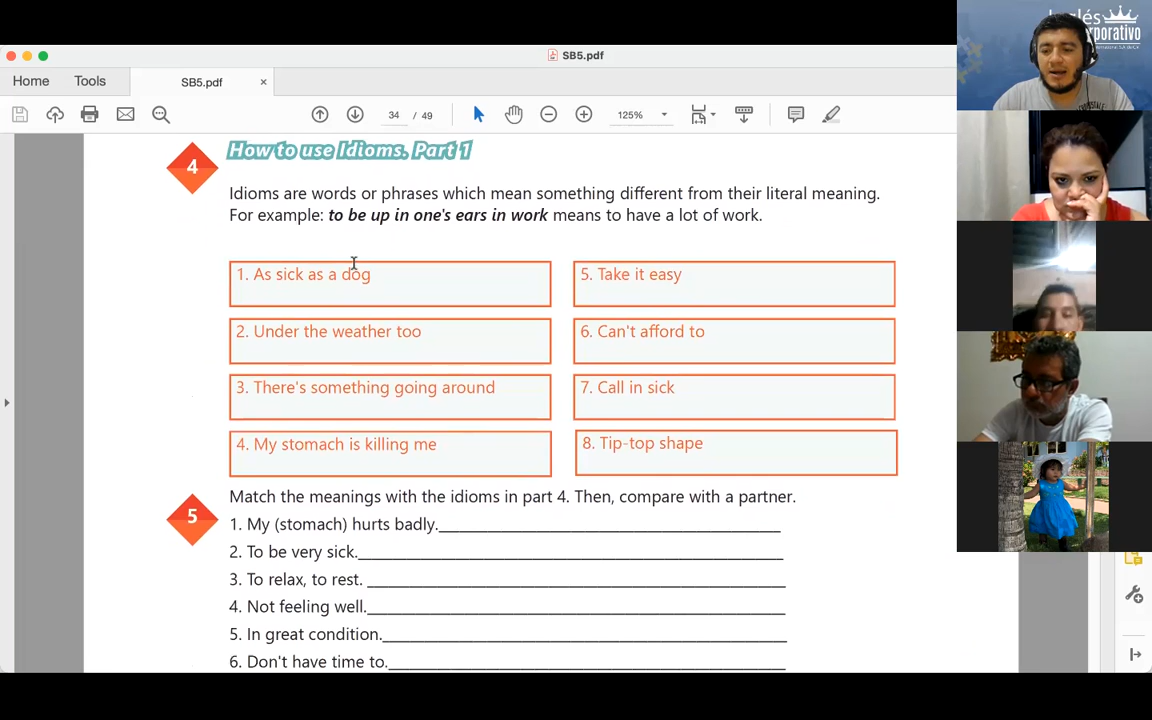 SB5.pdf
Home
Tools
SB5.pdf
34 / 49
125%
Inglés
Corporativo
4
How to use Idioms. Part 1
Idioms are words or phrases which mean something different from their literal meaning.
For example: to be up in one's ears in work means to have a lot of work.
1. As sick as a dog
5. Take it easy
2. Under the weather too
6. Can't afford to
3. There's something going around
7. Call in sick
4. My stomach is killing me
8. Tip-top shape
5
Match the meanings with the idioms in part 4. Then, compare with a partner.
1. My (stomach) hurts badly.
2. To be very sick.
3. To relax, to rest.
4. Not feeling well.
5. In great condition.
6. Don't have time to.